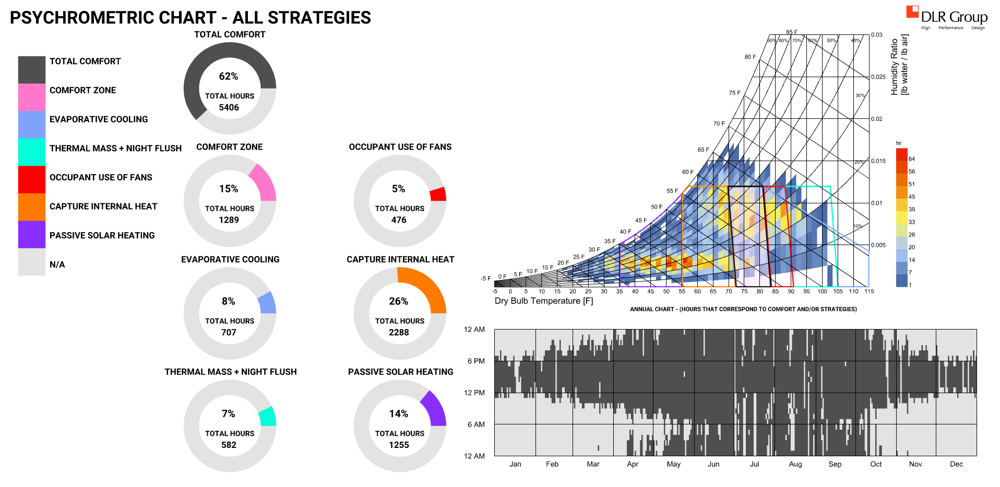 PSYCHROMETRIC CHART - ALL STRATEGIES
DLR Group
High Performance Design
TOTAL COMFORT
COMFORT ZONE
EVAPORATIVE COOLING
THERMAL MASS + NIGHT FLUSH
OCCUPANT USE OF FANS
CAPTURE INTERNAL HEAT
PASSIVE SOLAR HEATING
N/A
TOTAL COMFORT
62%
TOTAL HOURS
5406
COMFORT ZONE
15%
TOTAL HOURS
1289
OCCUPANT USE OF FANS
5%
TOTAL HOURS
476
EVAPORATIVE COOLING
8%
TOTAL HOURS
707
CAPTURE INTERNAL HEAT
26%
TOTAL HOURS
2288
THERMAL MASS + NIGHT FLUSH
7%
TOTAL HOURS
582
PASSIVE SOLAR HEATING
14%
TOTAL HOURS
1255
85 F
80 F
75 F
70 F
65 F
60 F
55 F
50 F
45 F
40 F
35 F
30 F
25 F
20 F
15 F
10 F
5 F
0 F
-5 F
90% 80% 70% 60% 50% 40%
30%
20%
10%
0.03
0.025
0.02
0.015
0.01
0.005
Humidity Ratio
[lb water / lb air]
-5 0 5 10 15 20 25 30 35 40 45 50 55 60 65 70 75 80 85 90 95 100 105 110 115
Dry Bulb Temperature [F]
hr
64
58
51
45
39
33
26
20
14
7
1
ANNUAL CHART - (HOURS THAT CORRESPOND TO COMFORT AND/OR STRATEGIES)
12 AM
6 PM
12 PM
6 AM
12 AM
Jan Feb Mar Apr May Jun Jul Aug Sep Oct Nov Dec